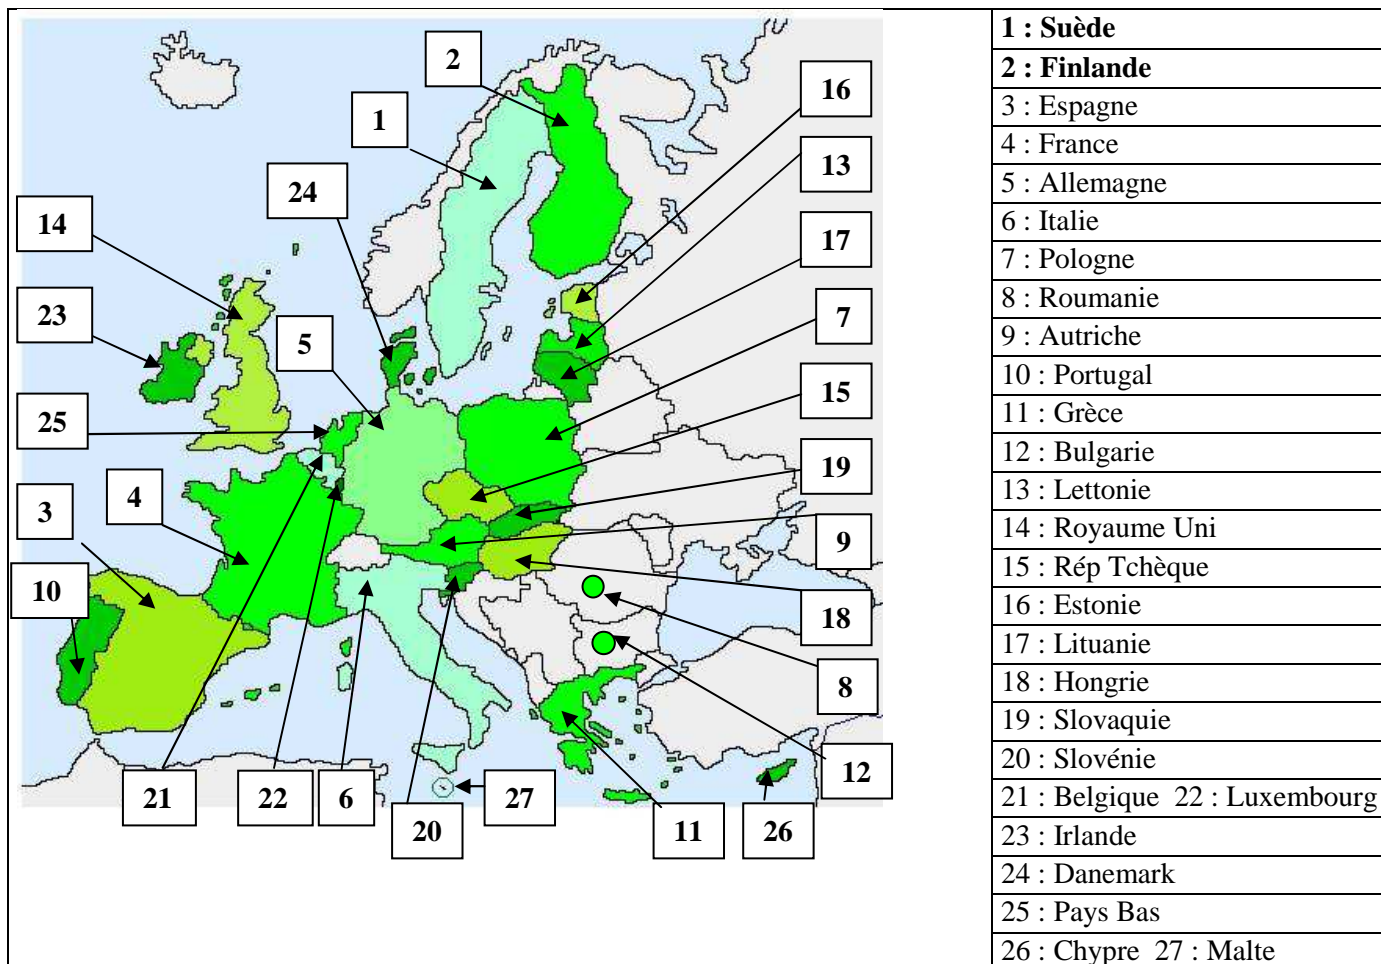 2
16
1
13
24
14
17
23
5
7
25
15
4
19
3
9
10
18
8
12
21
22
6
27
20
11
26
1 : Suède
2 : Finlande
3 : Espagne
4 : France
5 : Allemagne
6 : Italie
7 : Pologne
8 : Roumanie
9 : Autriche
10 : Portugal
11 : Grèce
12 : Bulgarie
13 : Lettonie
14 : Royaume Uni
15 : Rép Tchèque
16 : Estonie
17 : Lituanie
18 : Hongrie
19 : Slovaquie
20 : Slovénie
21 : Belgique 22 : Luxembourg
23 : Irlande
24 : Danemark
25 : Pays Bas
26 : Chypre 27 : Malte